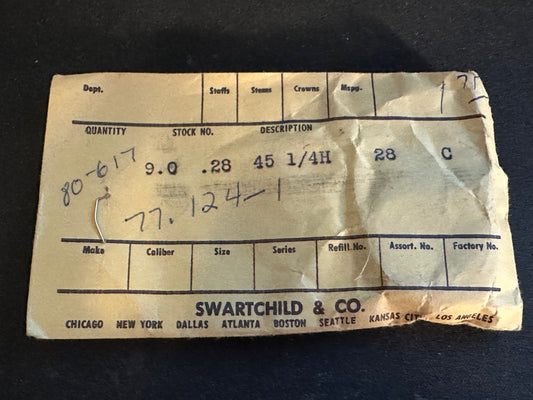 Dept. Staffs Stems Crowns Mspg.
QUANTITY STOCK NO. DESCRIPTION
80-617 9.0 .28 45 1/4H 28 C
77.124-1
Make Caliber Size Series Refill No. Assort. No. Factory No.
SWARTCHILD & CO.
CHICAGO NEW YORK DALLAS ATLANTA BOSTON SEATTLE KANSAS CITY LOS ANGELES